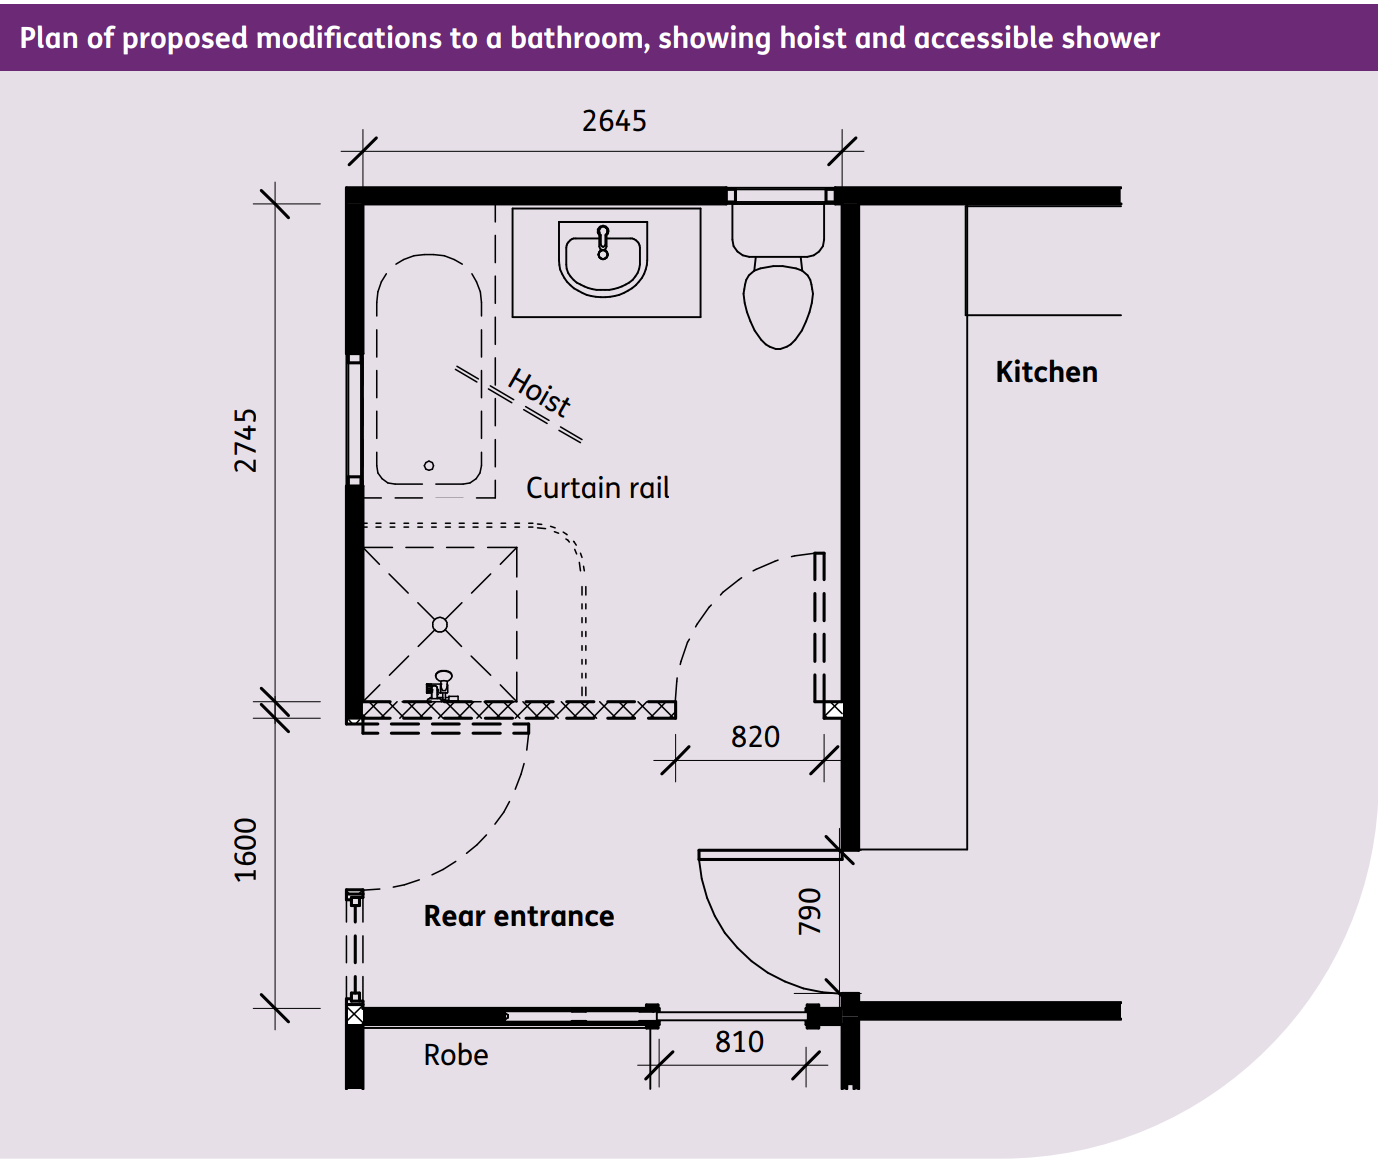 Plan of proposed modifications to a bathroom, showing hoist and accessible shower
2645
Kitchen
Hoist
2745
Curtain rail
820
1600
790
Rear entrance
810
Robe